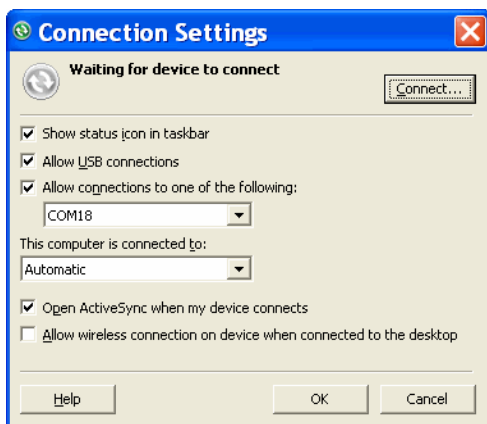 Connection Settings
Waiting for device to connect
Connect...
Show status icon in taskbar
Allow USB connections
Allow connections to one of the following:
COM18
This computer is connected to:
Automatic
Open ActiveSync when my device connects
Allow wireless connection on device when connected to the desktop
Help OK Cancel